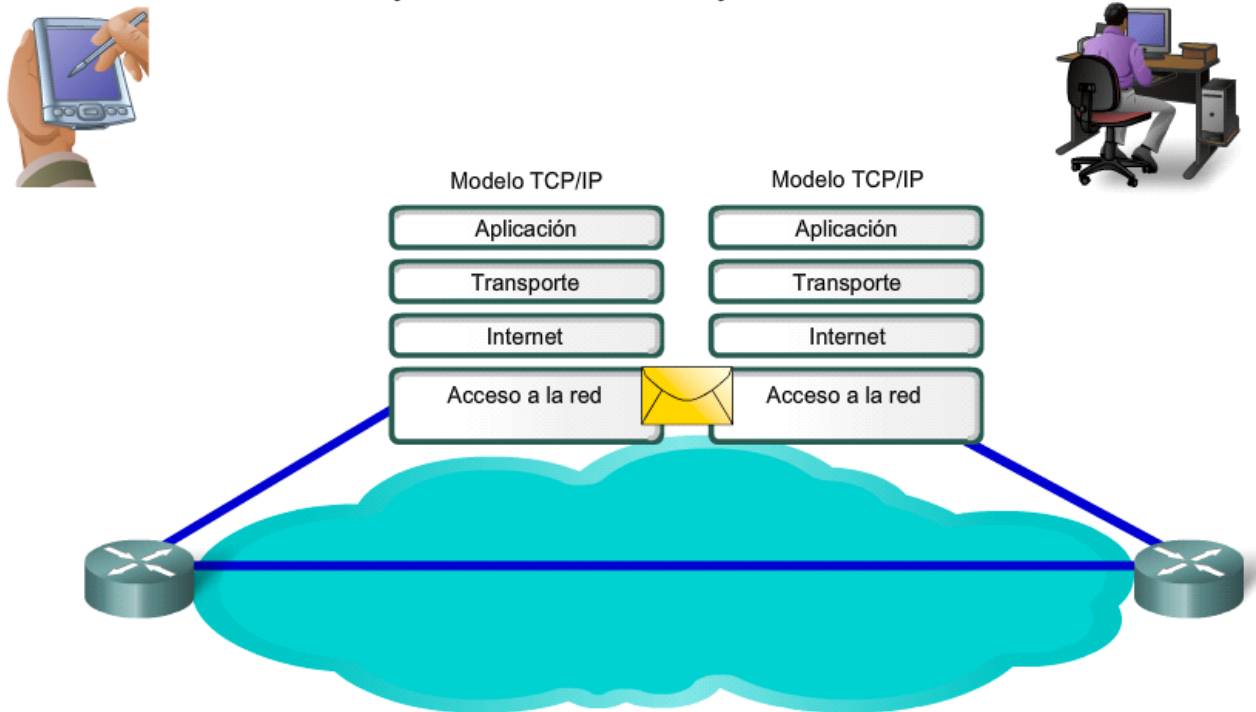 Modelo TCP/IP
Aplicación
Transporte
Internet
Acceso a la red
Modelo TCP/IP
Aplicación
Transporte
Internet
Acceso a la red